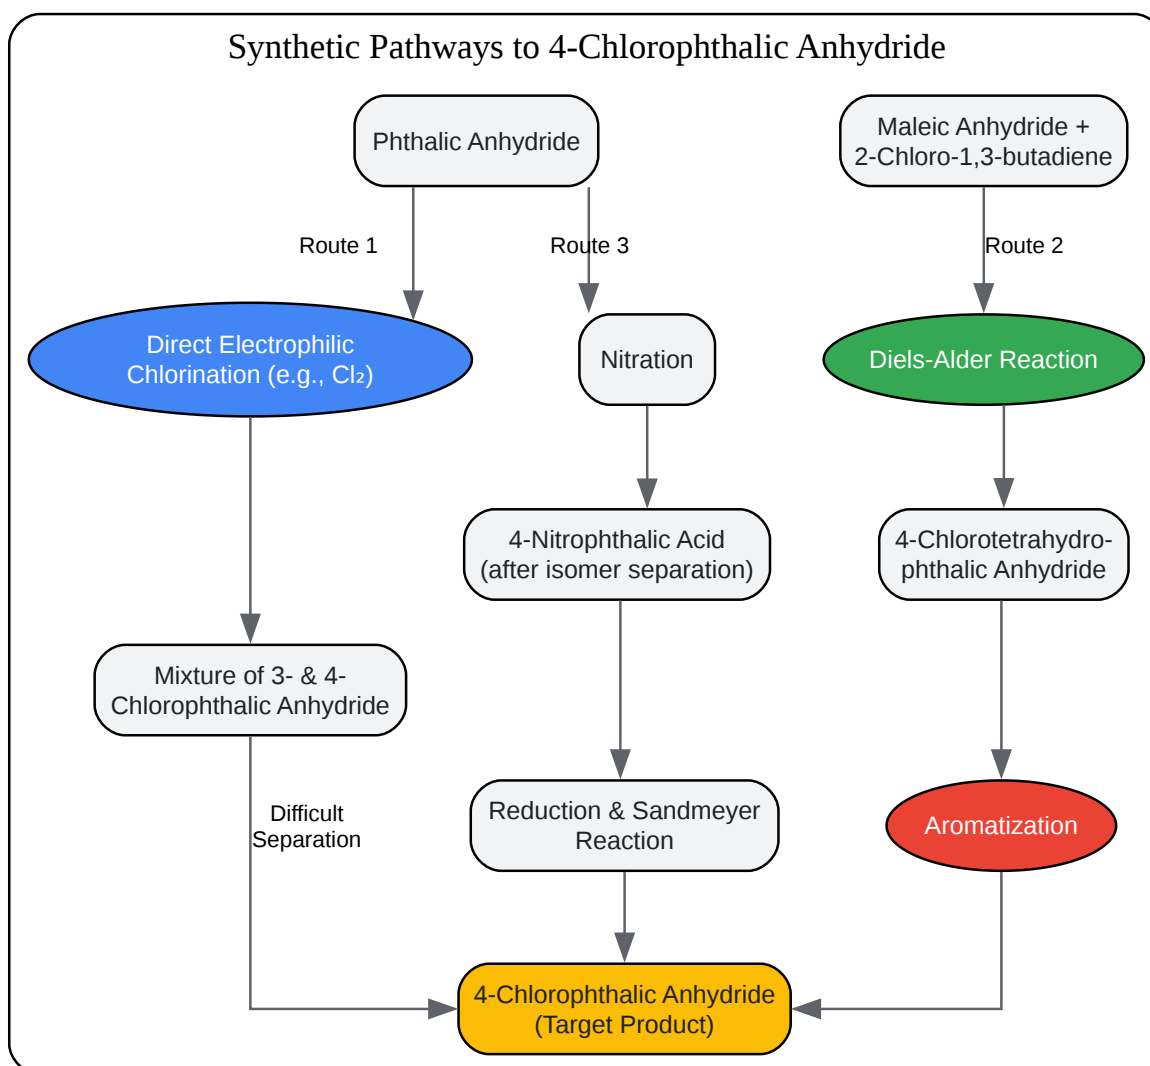 Synthetic Pathways to 4-Chlorophthalic Anhydride
Phthalic Anhydride
Maleic Anhydride +
2-Chloro-1,3-butadiene
Route 1
Route 3
Route 2
Direct Electrophilic
Chlorination (e.g., Cl₂)
Nitration
Diels-Alder Reaction
4-Nitrophthalic Acid
(after isomer separation)
4-Chlorotetrahydro-
phthalic Anhydride
Mixture of 3- & 4-
Chlorophthalic Anhydride
Difficult
Separation
Reduction & Sandmeyer
Reaction
Aromatization
4-Chlorophthalic Anhydride
(Target Product)